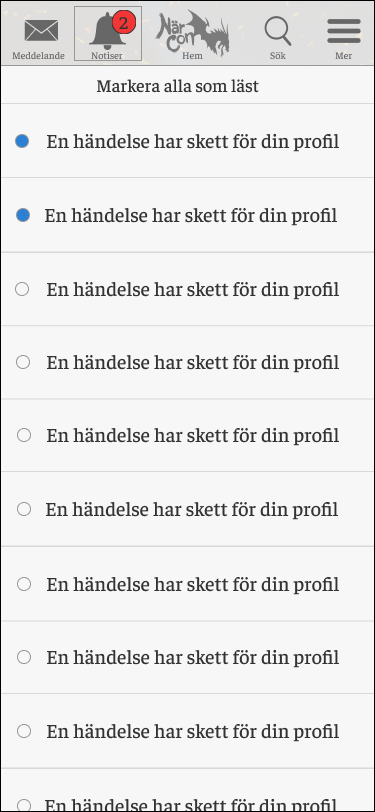 2
När
Con
Meddelande
Notiser
Hem
Sök
Mer
Markera alla som läst
En händelse har skett för din profil
En händelse har skett för din profil
En händelse har skett för din profil
En händelse har skett för din profil
En händelse har skett för din profil
En händelse har skett för din profil
En händelse har skett för din profil
En händelse har skett för din profil
En händelse har skett för din profil
En händelse har skett för din profil